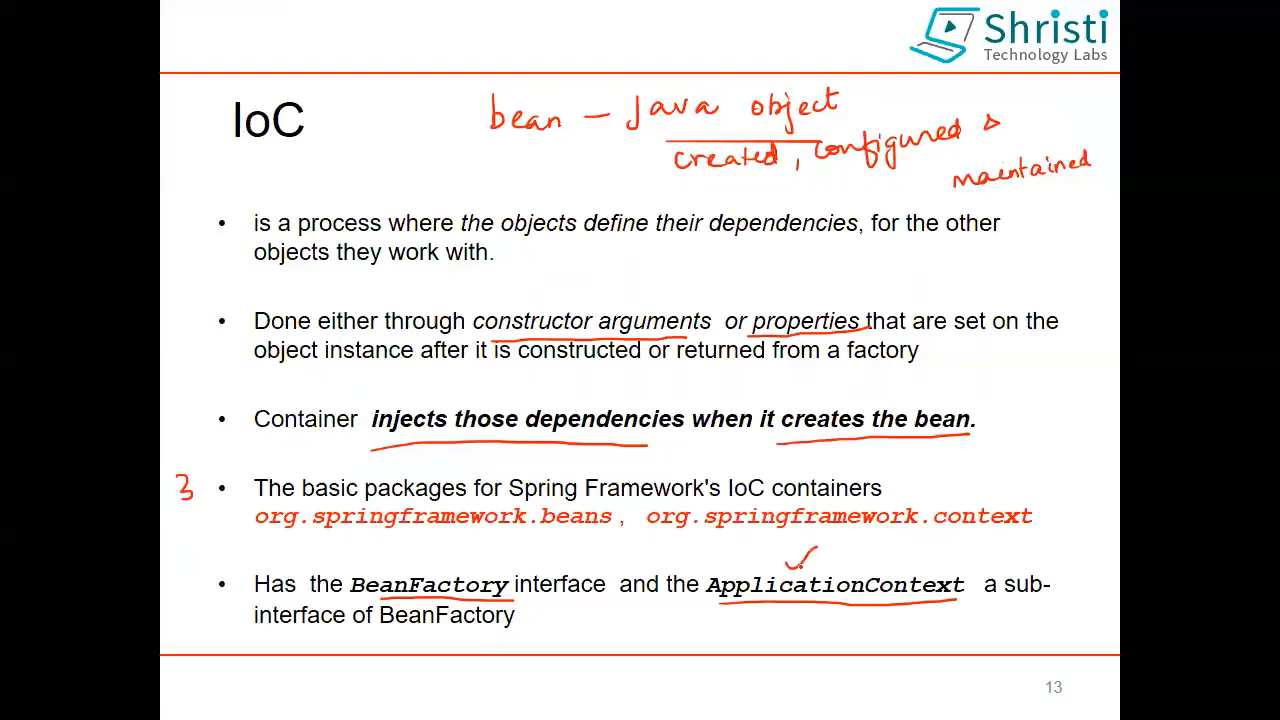 Shristi
Technology Labs
IoC
bean – Java object
created, configured &
maintained
• is a process where the objects define their dependencies, for the other
objects they work with.
• Done either through constructor arguments or properties that are set on the
object instance after it is constructed or returned from a factory
• Container injects those dependencies when it creates the bean.
3 • The basic packages for Spring Framework's IoC containers
org.springframework.beans, org.springframework.context
• Has the BeanFactory interface and the ApplicationContext a sub-
interface of BeanFactory
13